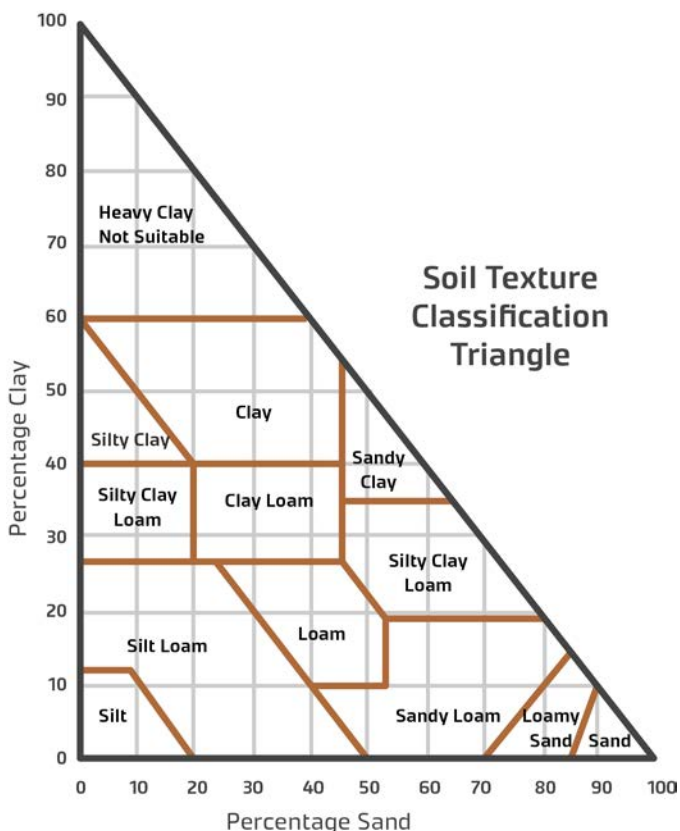 100
90
80
70
60
50
40
30
20
10
0
Percentage Clay
Heavy Clay
Not Suitable
Soil Texture
Classification
Triangle
Clay
Silty Clay
Sandy
Clay
Silty Clay
Loam
Clay Loam
Silty Clay
Loam
Loam
Silt Loam
Silt
Sandy Loam
Loamy
Sand
Sand
0 10 20 30 40 50 60 70 80 90 100
Percentage Sand